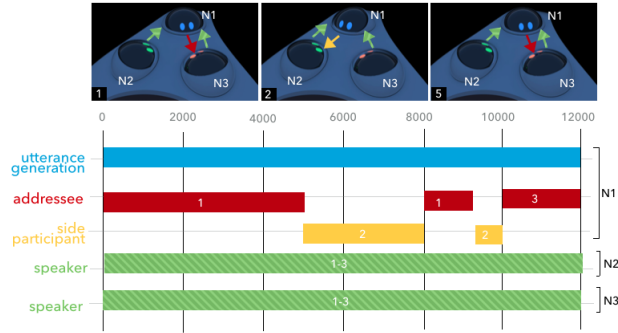 N1
N2
N3
1
N1
N2
N3
2
N1
N2
N3
5
0 2000 4000 6000 8000 10000 12000
utterance
generation
addressee 1 1 3
side
participant 2 2
N1
speaker 1-3 N2
speaker 1-3 N3